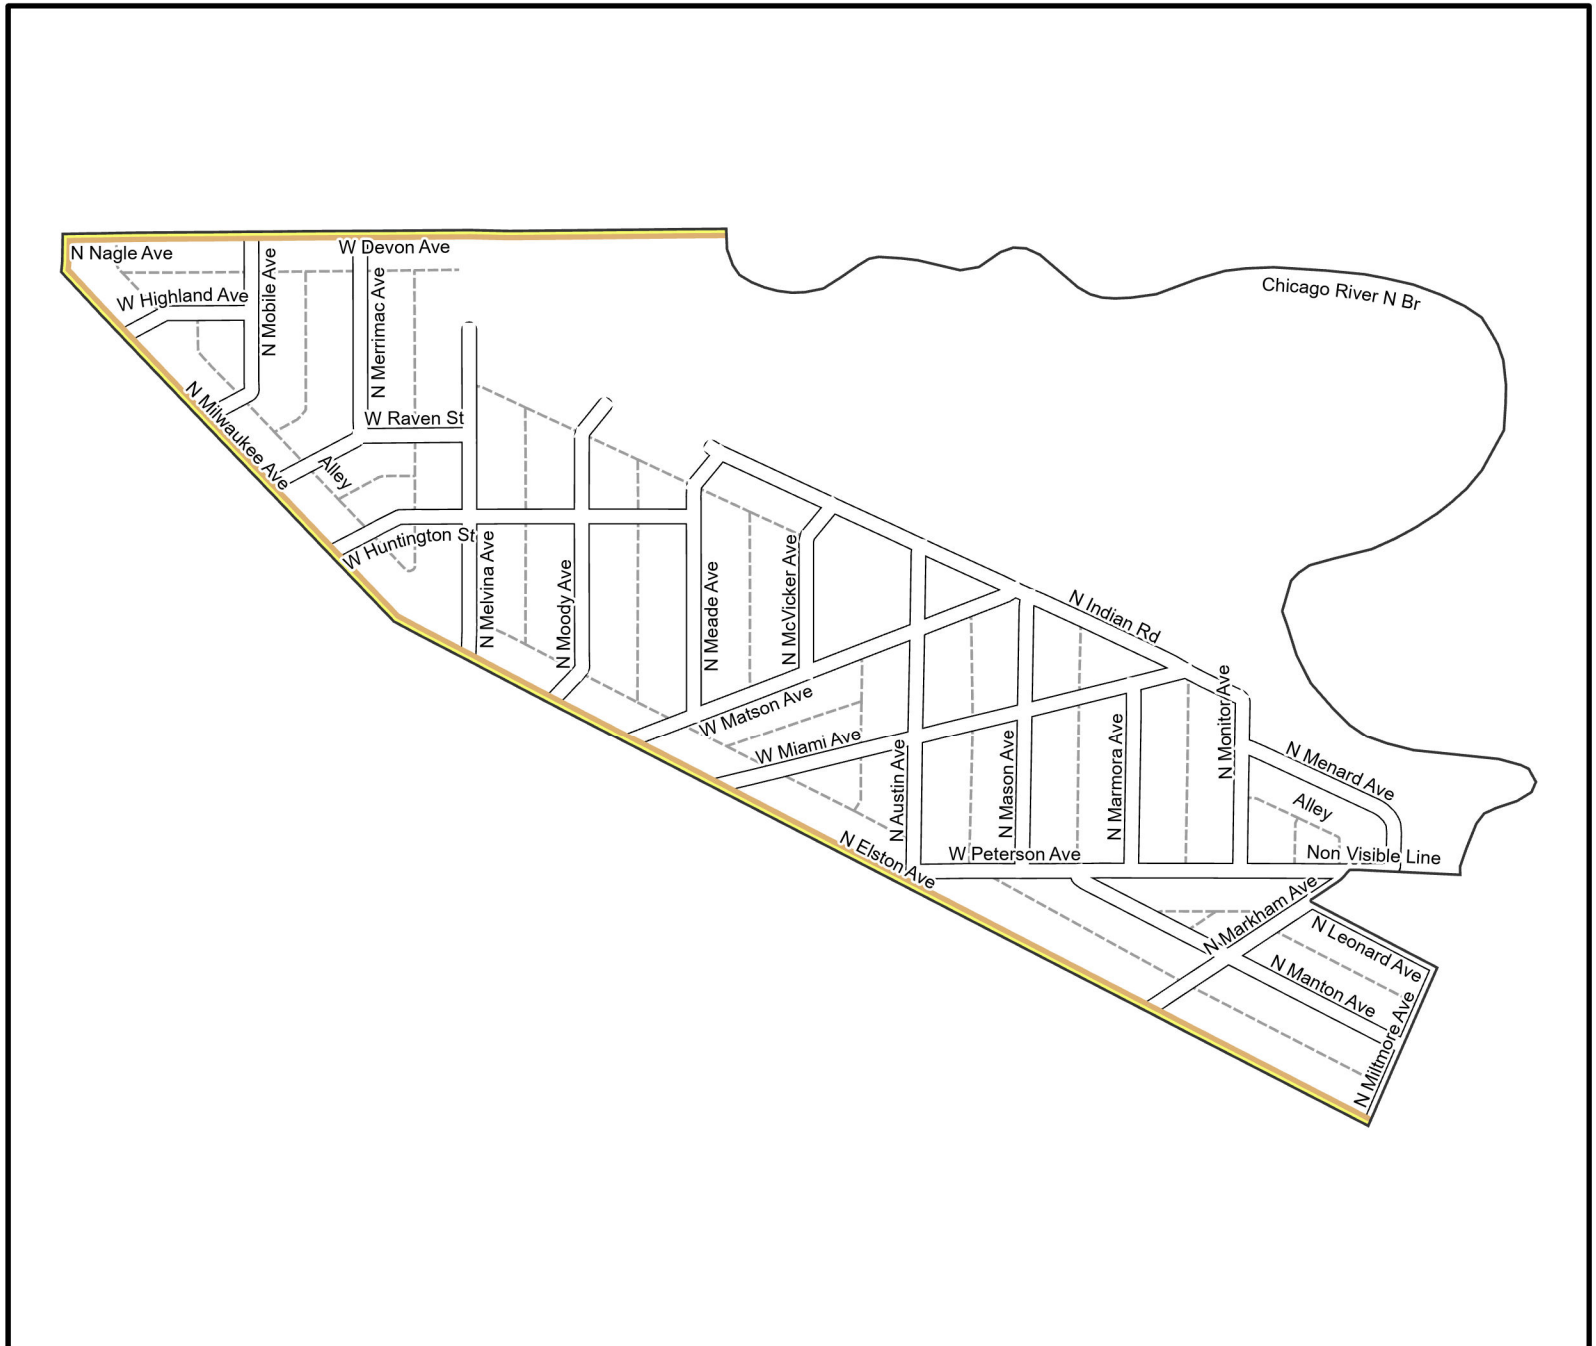 N Nagle Ave
W Devon Ave
W Highland Ave
N Mobile Ave
N Merrimac Ave
Chicago River N Br
N Milwaukee Ave
W Raven St
Alley
W Huntington St
N Melvina Ave
N Moody Ave
N Meade Ave
N McVicker Ave
N Indian Rd
W Matson Ave
W Miami Ave
N Austin Ave
N Mason Ave
N Marmora Ave
N Monitor Ave
N Menard Ave
Alley
N Elston Ave
W Peterson Ave
Non Visible Line
N Markham Ave
N Leonard Ave
N Manton Ave
N Miltmore Ave